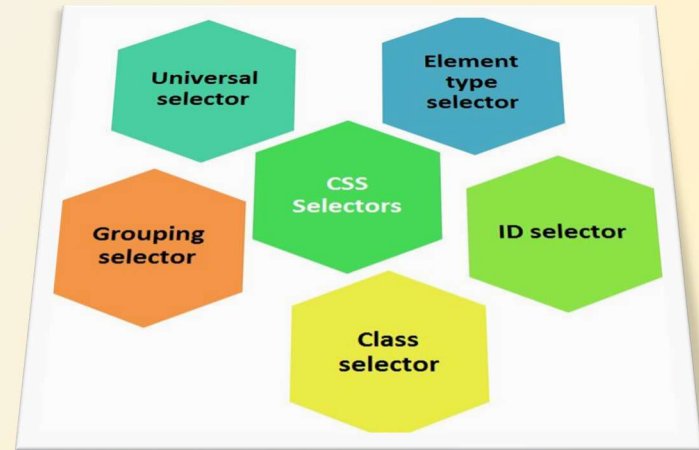 Universal
selector
Element
type
selector
CSS
Selectors
Grouping
selector
ID selector
Class
selector